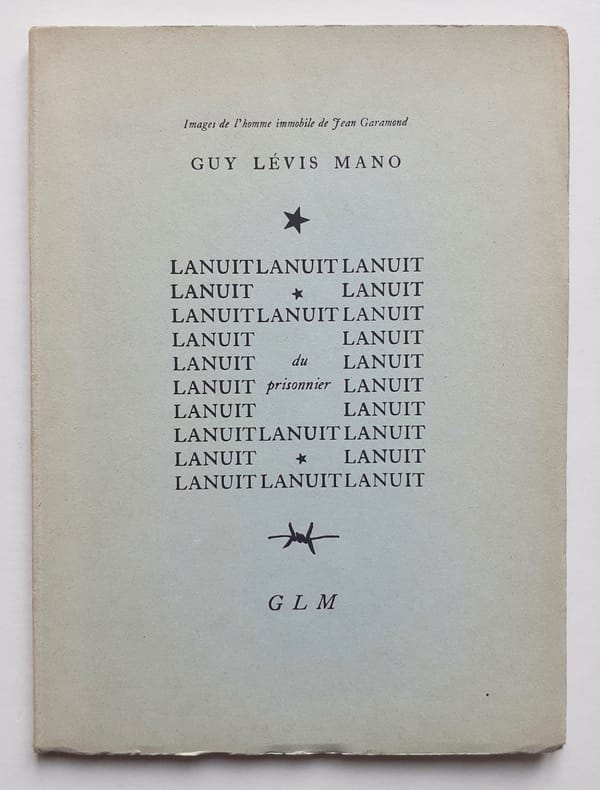 Images de l'homme immobile de Jean Garamond
GUY LÉVIS MANO
LANUIT LANUIT LANUIT
LANUIT LANUIT
LANUIT LANUIT LANUIT
LANUIT LANUIT
LANUIT du LANUIT
LANUIT prisonnier LANUIT
LANUIT LANUIT
LANUIT LANUIT LANUIT
LANUIT LANUIT
LANUIT LANUIT LANUIT
G L M